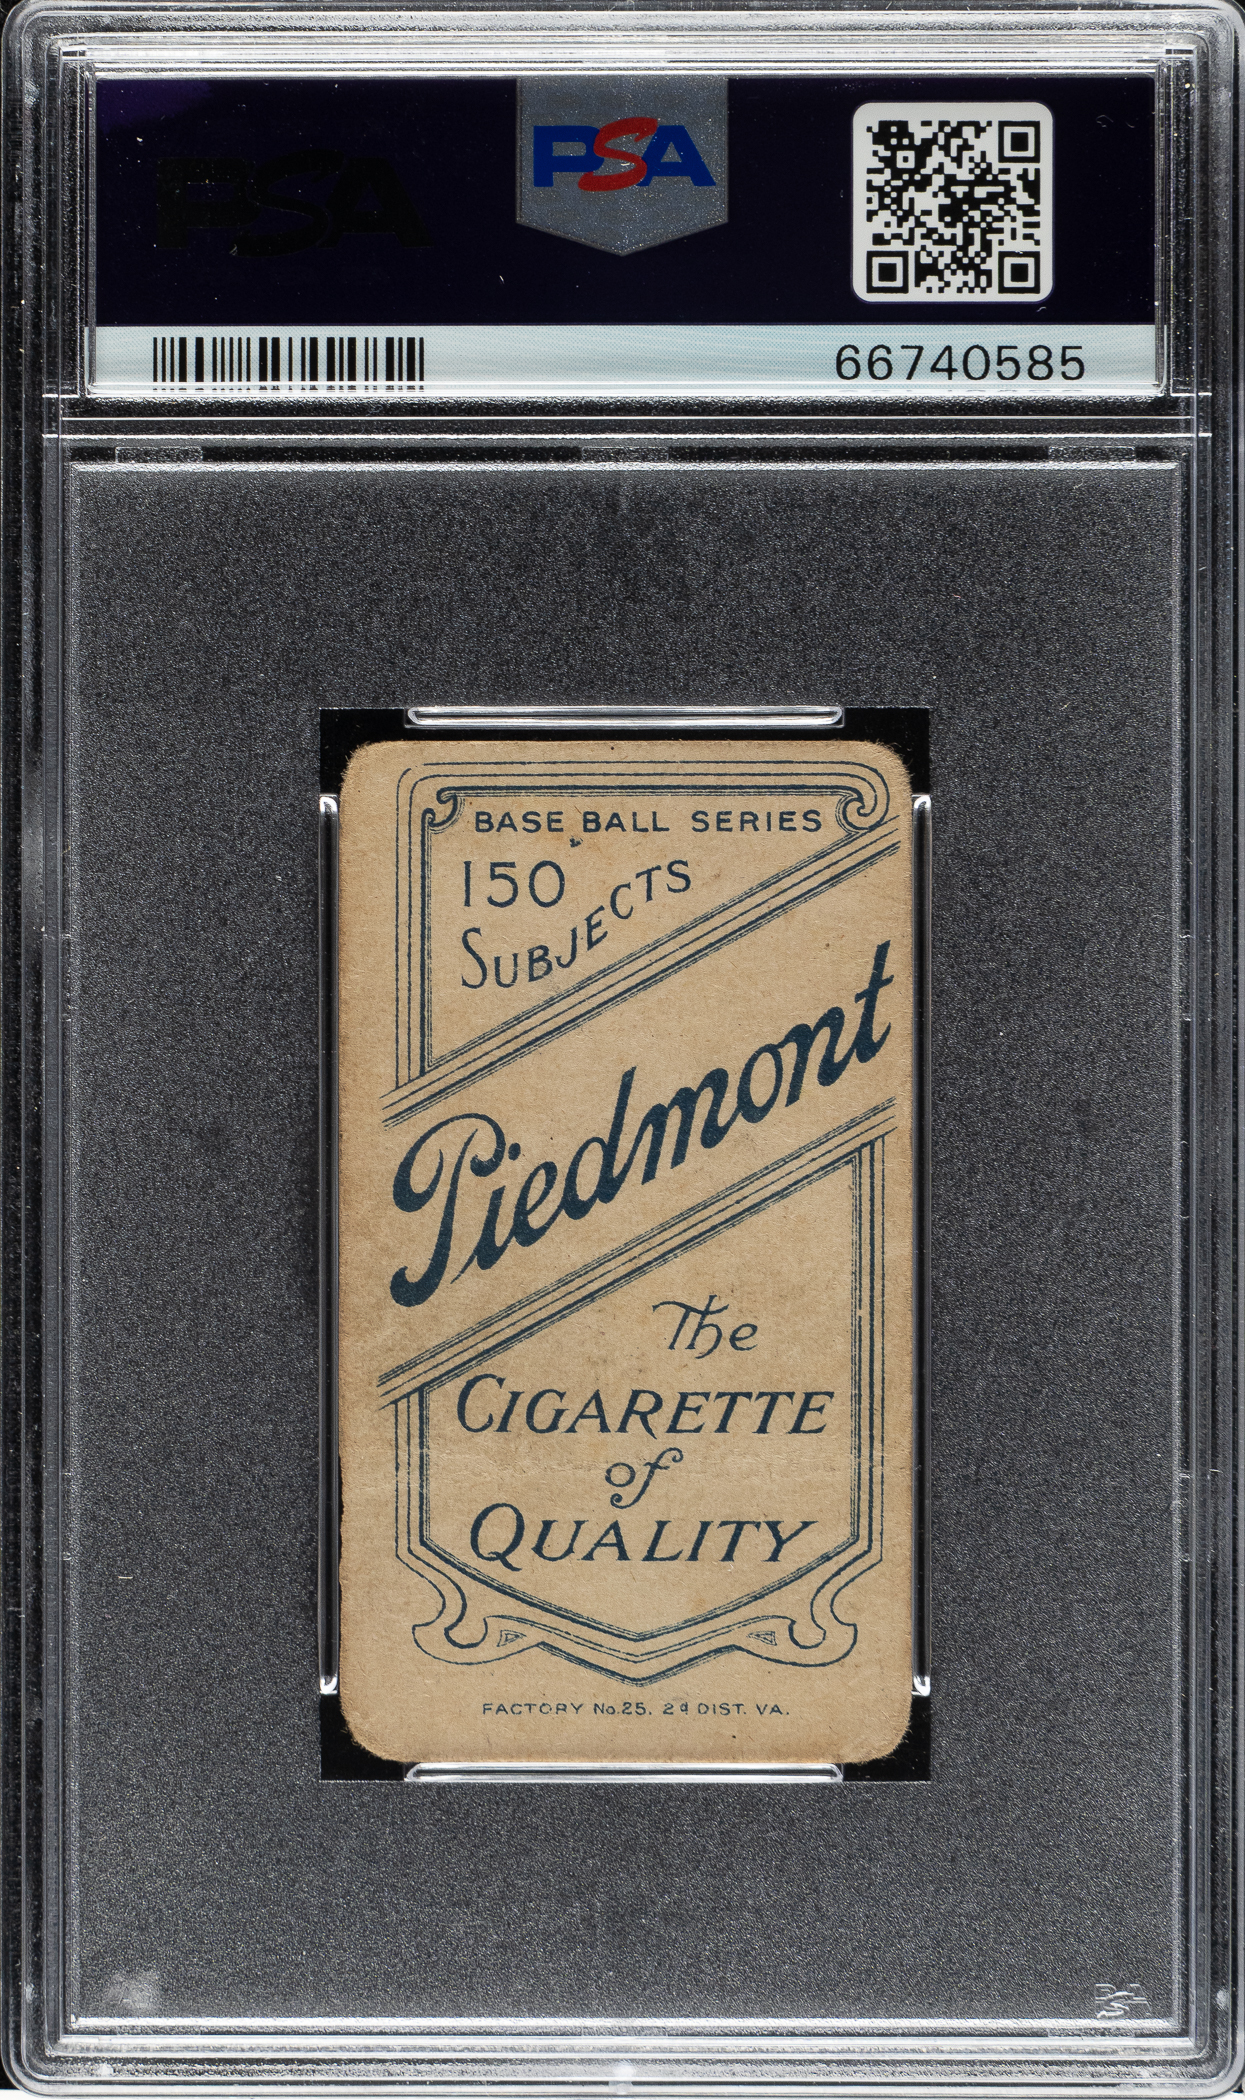 PSA
PSA
66740585
BASE BALL SERIES
150
SUBJECTS
Piedmont
The
CIGARETTE
of
QUALITY
FACTORY No.25. 2d DIST. VA.
PSA